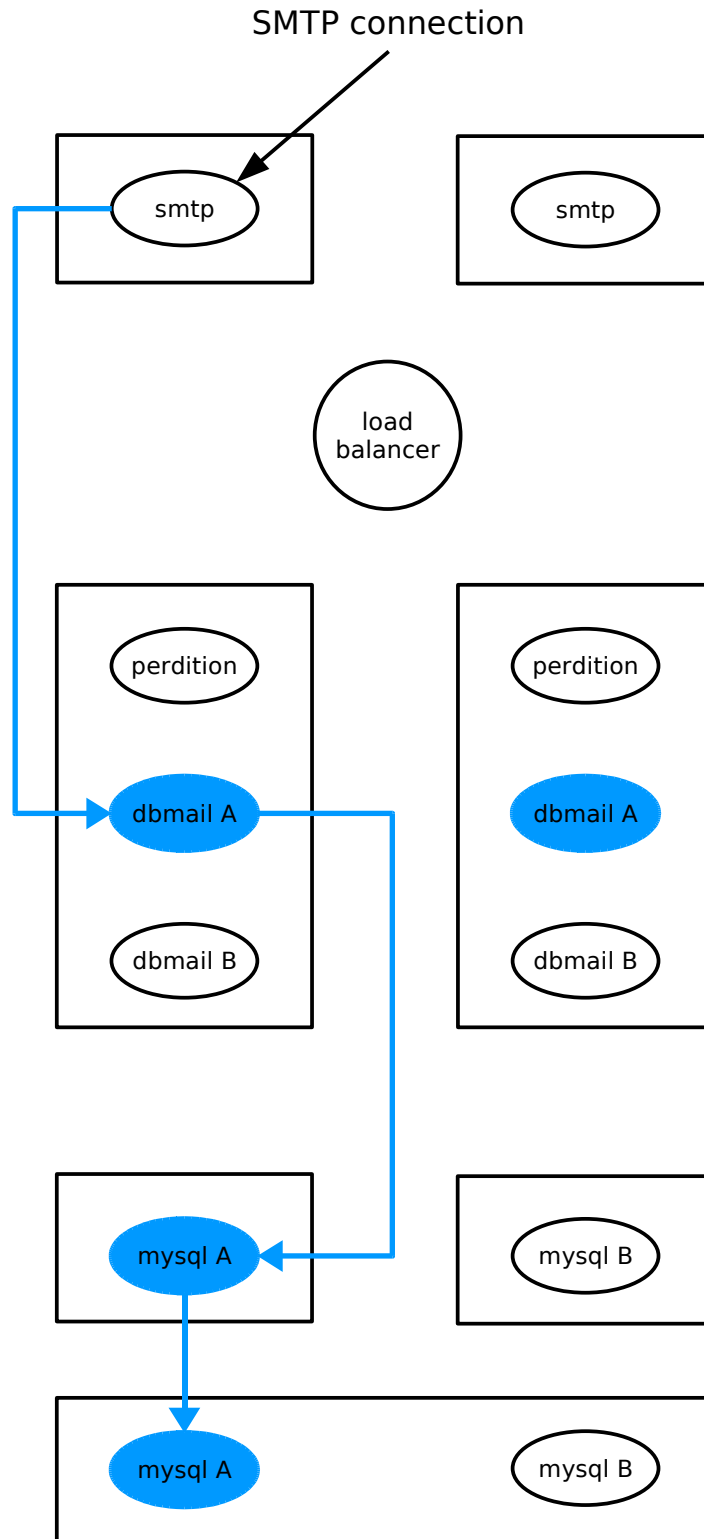 SMTP connection
smtp
smtp
load
balancer
perdition
perdition
dbmail A
dbmail A
dbmail B
dbmail B
mysql A
mysql B
mysql A
mysql B